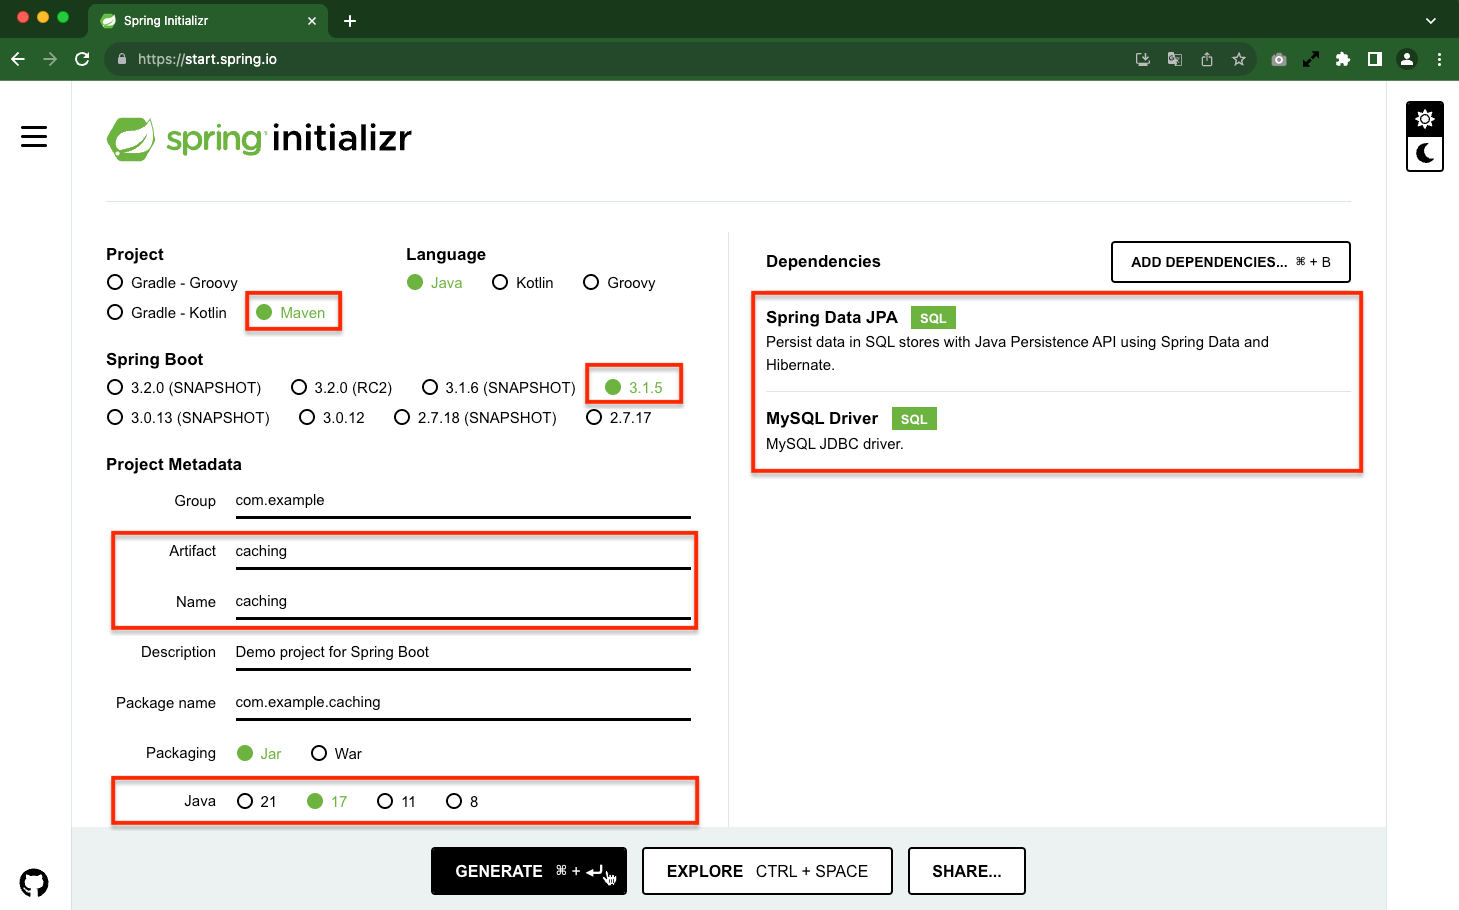 Spring Initializr
https://start.spring.io
spring initializr
Project
Gradle - Groovy
Gradle - Kotlin
Maven
Language
Java
Kotlin
Groovy
Spring Boot
3.2.0 (SNAPSHOT)
3.2.0 (RC2)
3.1.6 (SNAPSHOT)
3.1.5
3.0.13 (SNAPSHOT)
3.0.12
2.7.18 (SNAPSHOT)
2.7.17
Project Metadata
Group com.example
Artifact caching
Name caching
Description Demo project for Spring Boot
Package name com.example.caching
Packaging Jar War
Java 21 17 11 8
Dependencies
ADD DEPENDENCIES... ⌘ + B
Spring Data JPA SQL
Persist data in SQL stores with Java Persistence API using Spring Data and
Hibernate.
MySQL Driver SQL
MySQL JDBC driver.
GENERATE ⌘ + ↵
EXPLORE CTRL + SPACE
SHARE...